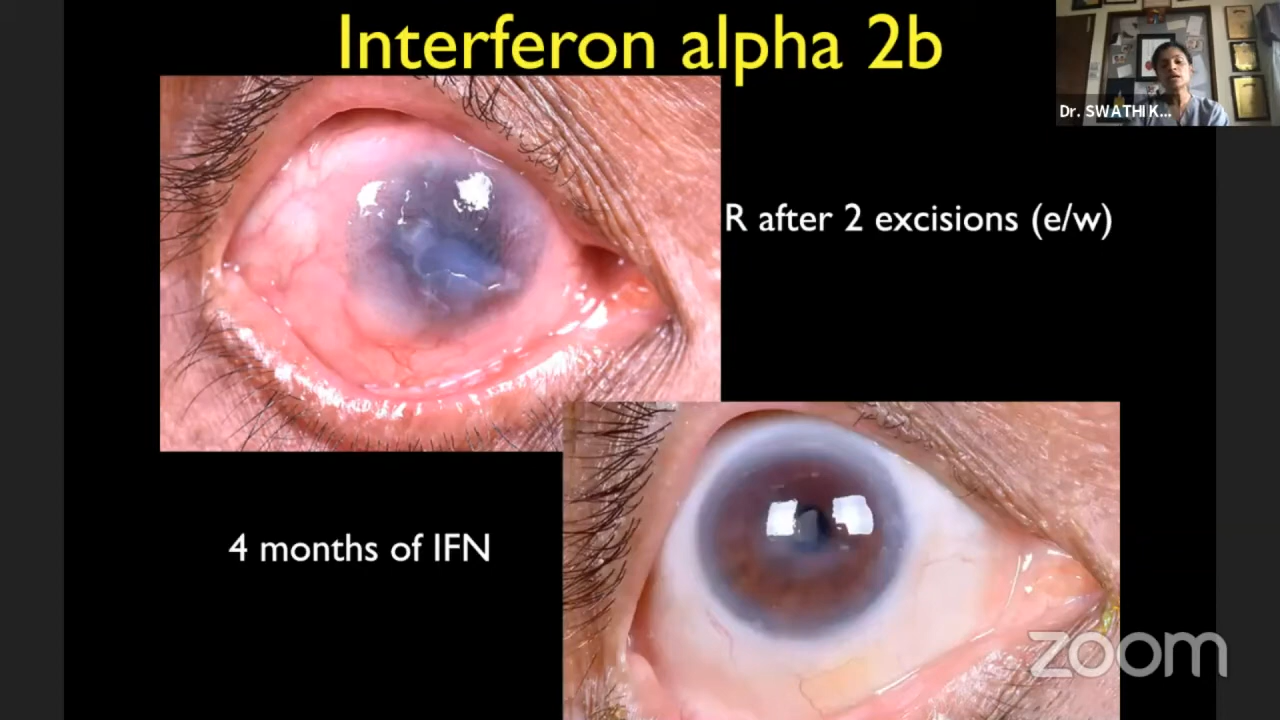 Interferon alpha 2b
Dr. SWATHI K...
R after 2 excisions (e/w)
4 months of IFN
zoom